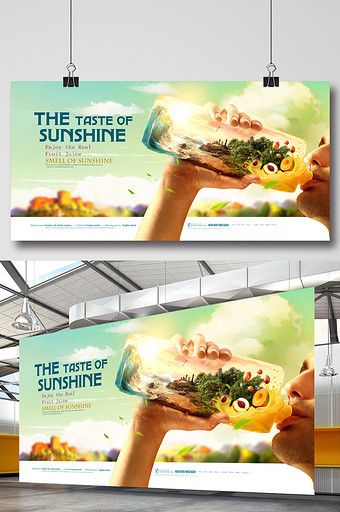 THE TASTE OF
SUNSHINE
Enjoy the Real
Fruit Juice
SMELL OF SUNSHINE
THE TASTE OF
SUNSHINE
Enjoy the Real
Fruit Juice
SMELL OF SUNSHINE